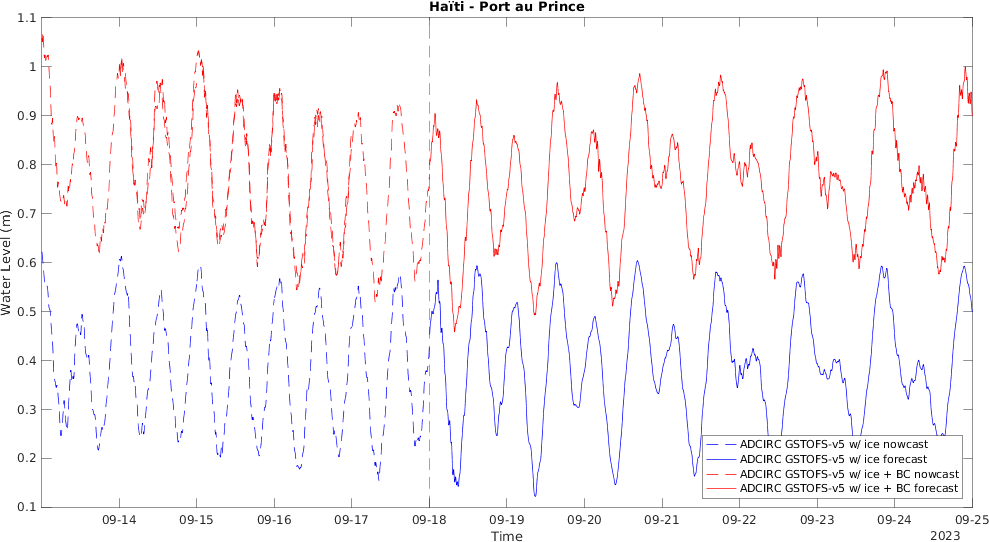 Haïti - Port au Prince
Water Level (m)
1.1
1
0.9
0.8
0.7
0.6
0.5
0.4
0.3
0.2
0.1
ADCIRC GSTOFS-v5 w/ ice nowcast
ADCIRC GSTOFS-v5 w/ ice forecast
ADCIRC GSTOFS-v5 w/ ice + BC nowcast
ADCIRC GSTOFS-v5 w/ ice + BC forecast
09-14 09-15 09-16 09-17 09-18 09-19 09-20 09-21 09-22 09-23 09-24 09-25
Time
2023